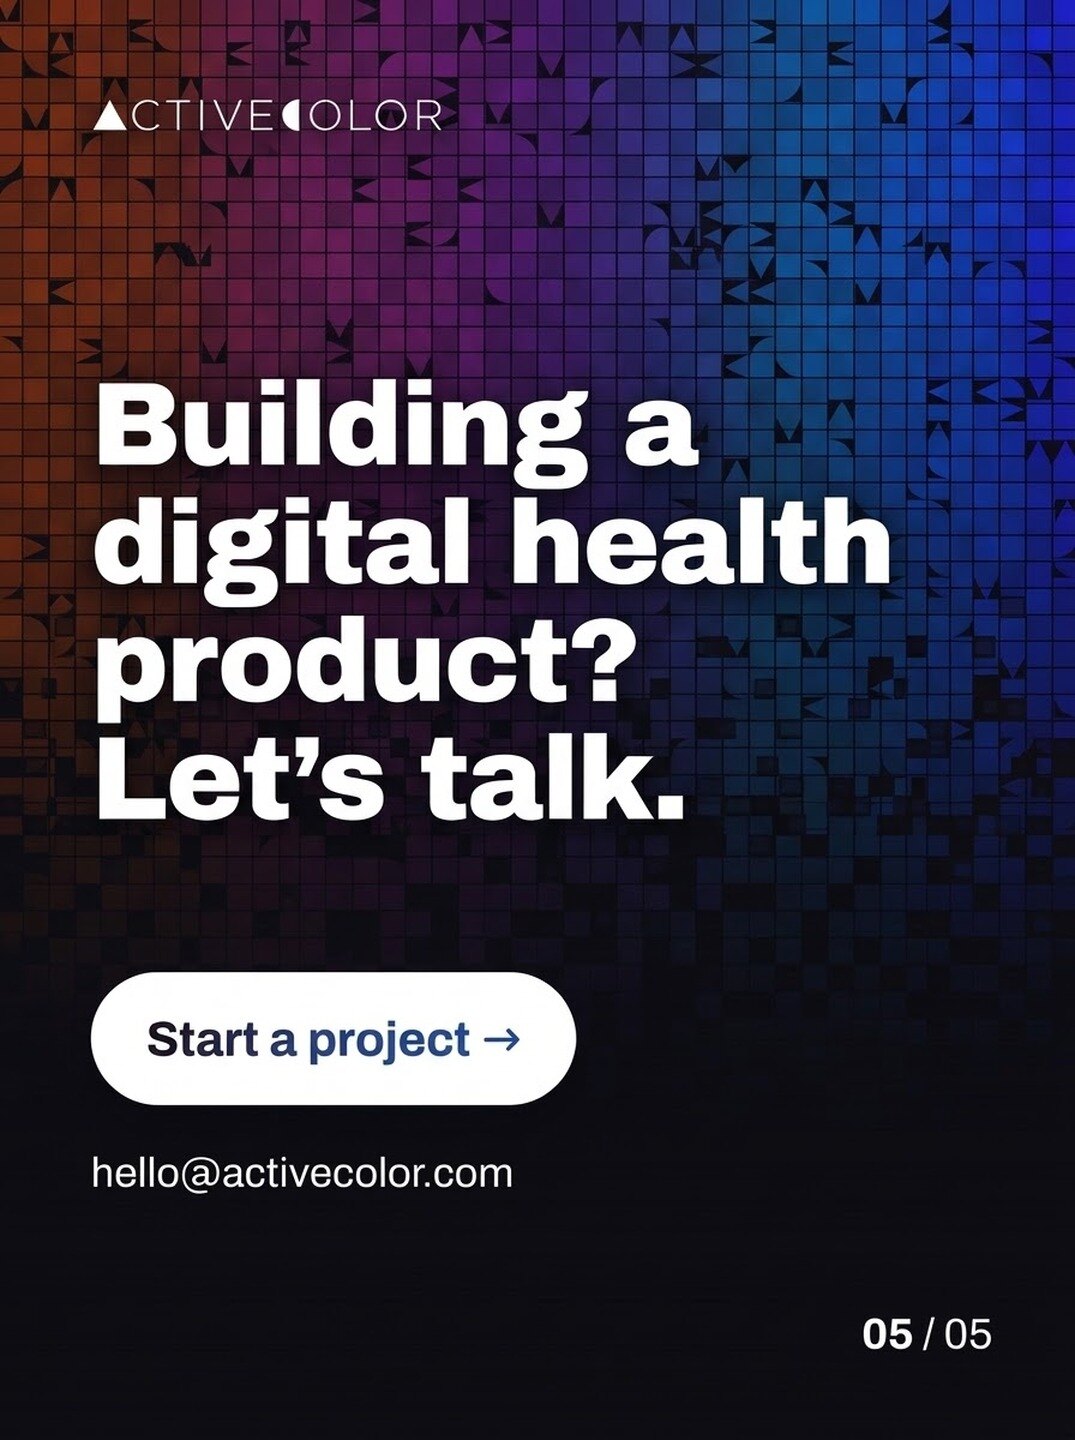 ACTIVECOLOR
Building a
digital health
product?
Let’s talk.
Start a project →
hello@activecolor.com
05 / 05